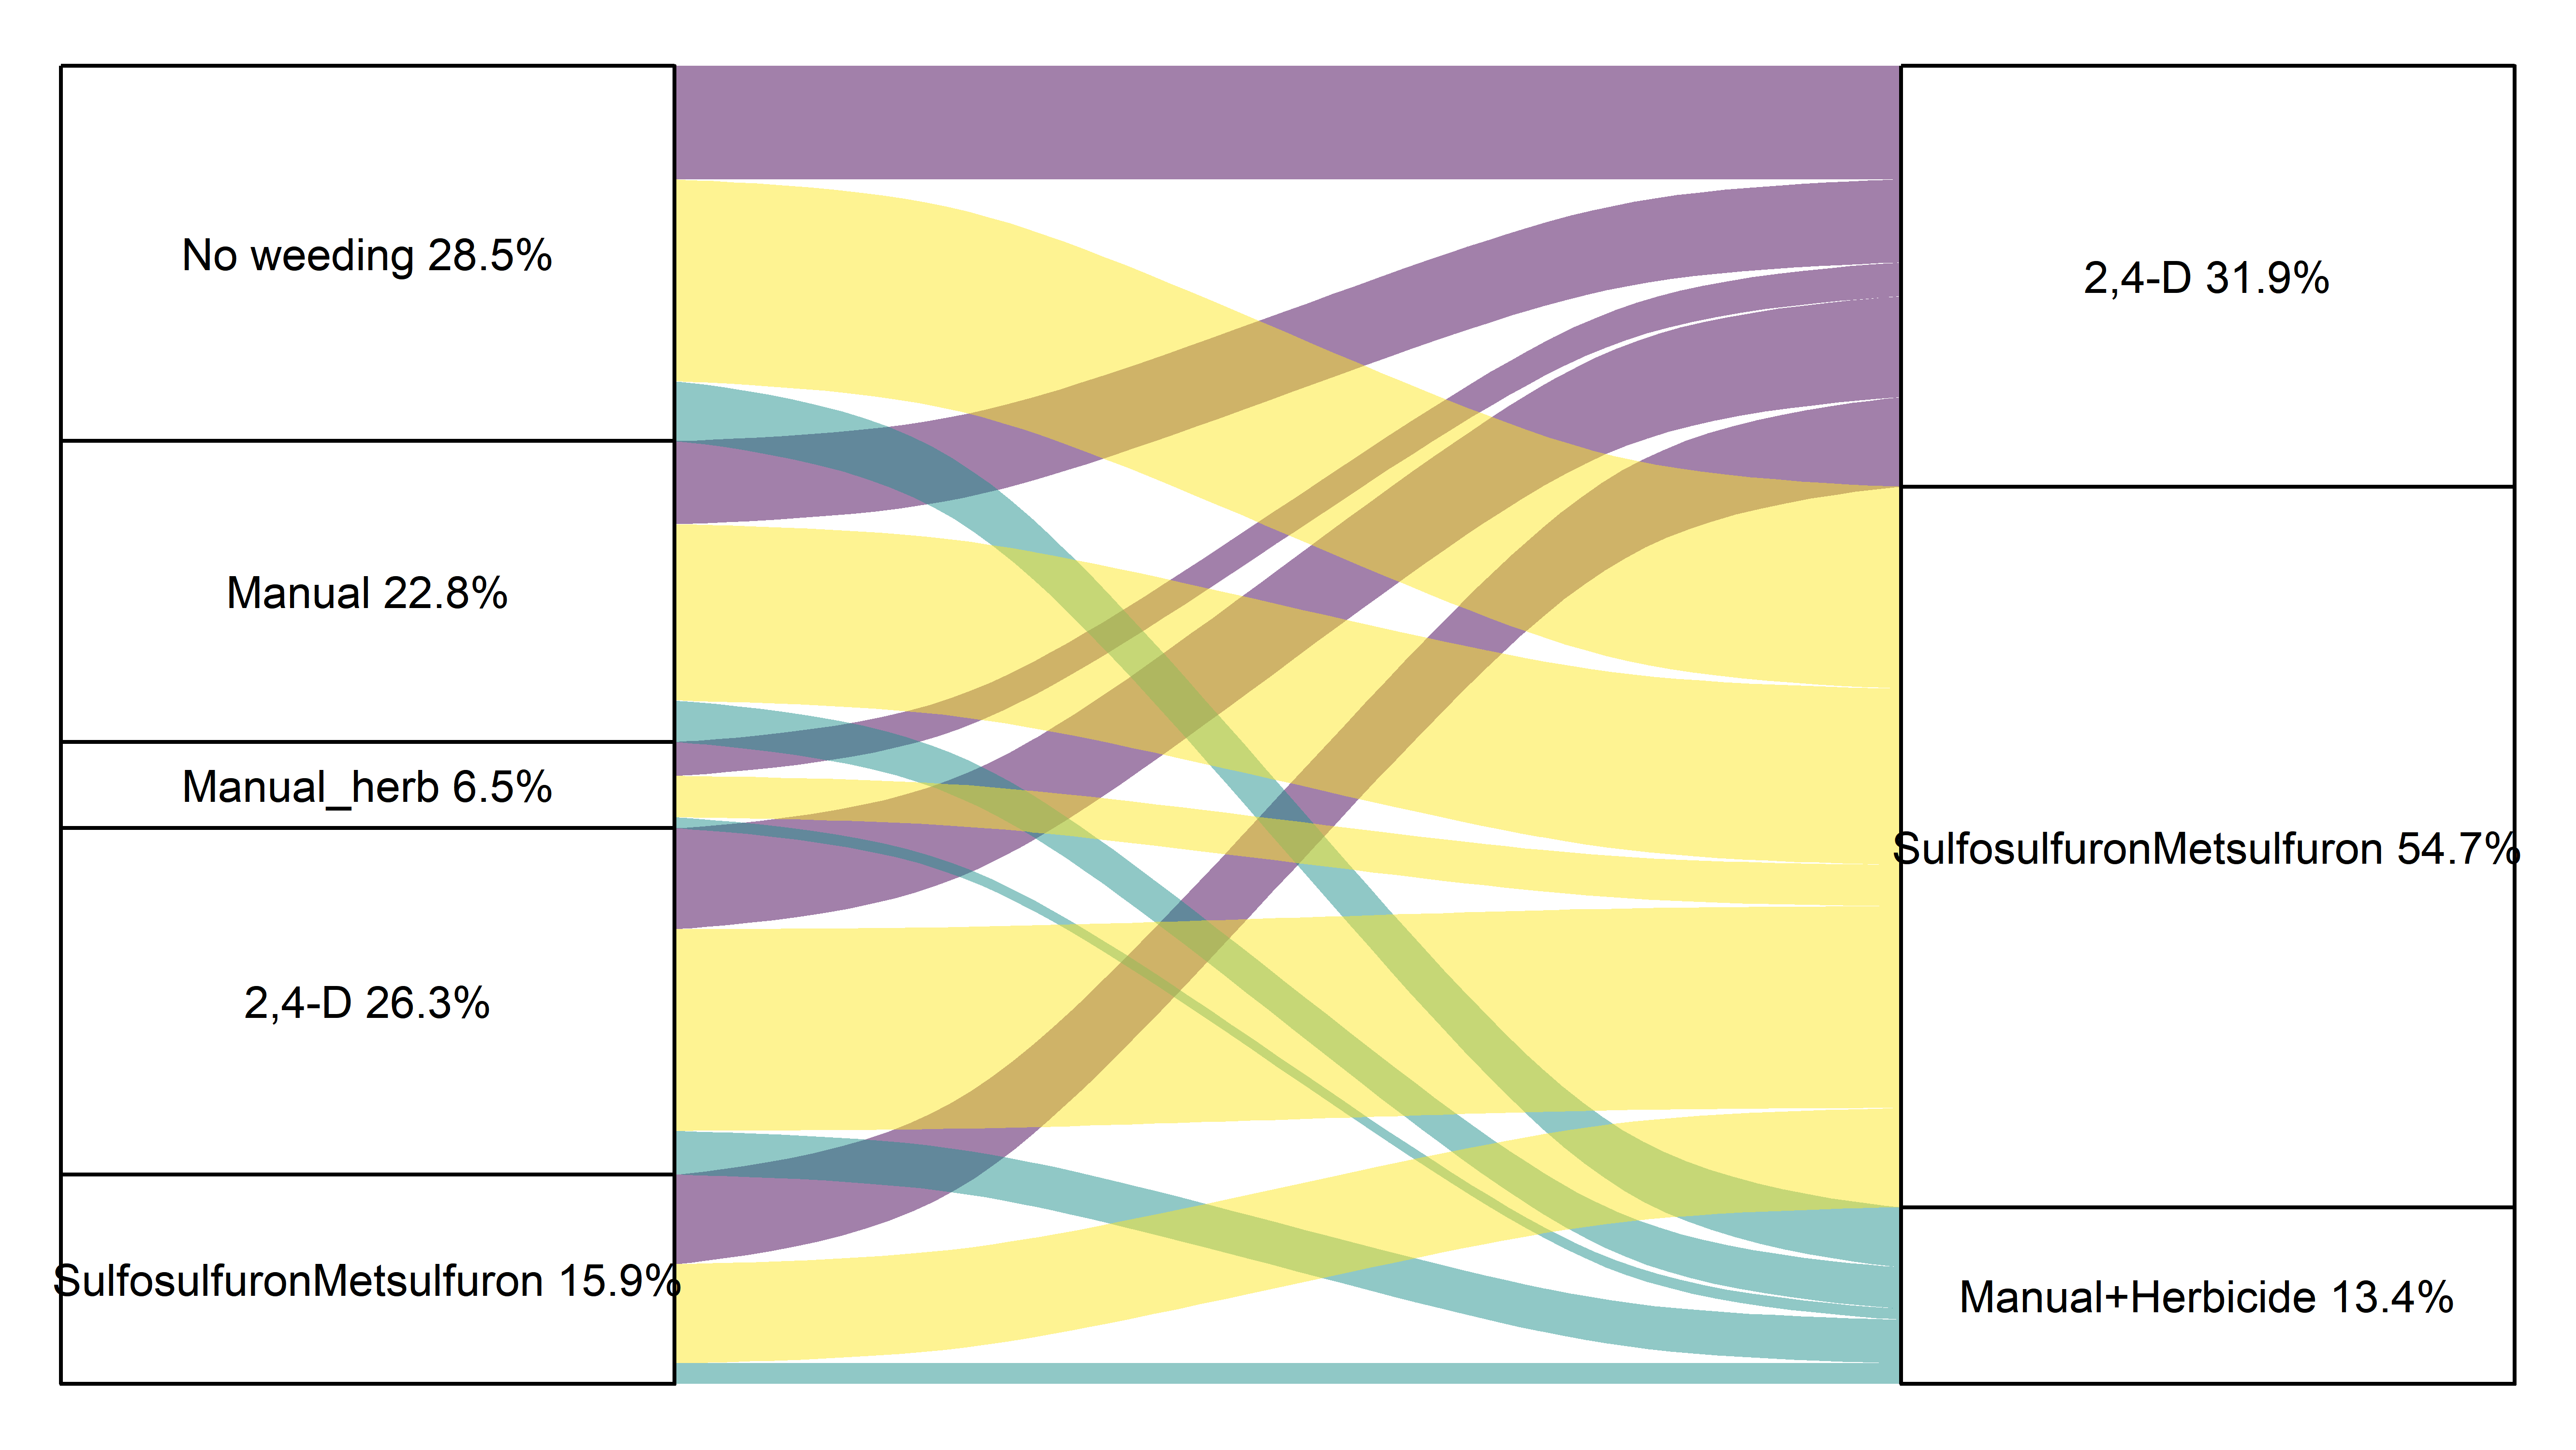 No weeding 28.5%
Manual 22.8%
Manual_herb 6.5%
2,4-D 26.3%
SulfosulfuronMetsulfuron 15.9%
2,4-D 31.9%
SulfosulfuronMetsulfuron 54.7%
Manual+Herbicide 13.4%